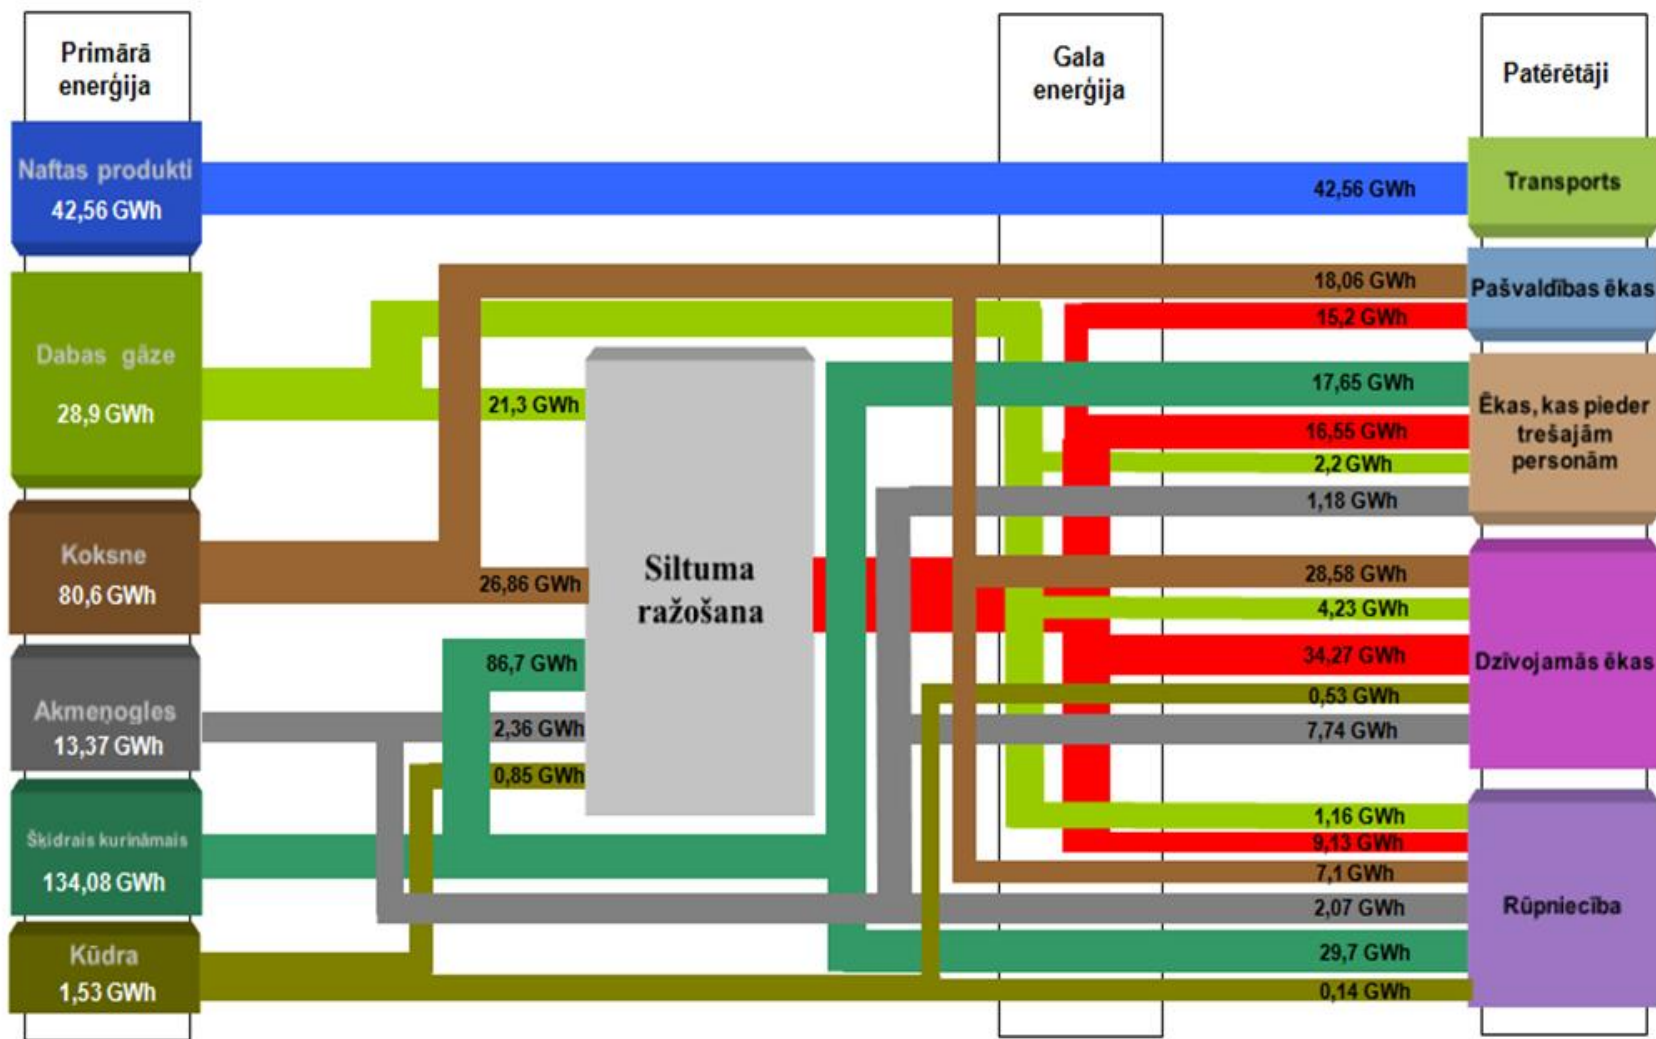 Primārā
enerģija
Gala
enerģija
Patērētāji
Naftas produkti
42,56 GWh
42,56 GWh
Transports
Dabas gāze
28,9 GWh
21,3 GWh
18,06 GWh
15,2 GWh
Pašvaldības ēkas
17,65 GWh
16,55 GWh
2,2 GWh
1,18 GWh
Ēkas, kas pieder
trešajām
personām
Koksne
80,6 GWh
26,86 GWh
Siltuma
ražošana
28,58 GWh
4,23 GWh
34,27 GWh
0,53 GWh
7,74 GWh
Dzīvojamās ēkas
Akmeņogles
13,37 GWh
86,7 GWh
2,36 GWh
0,85 GWh
Šķidrais kurināmais
134,08 GWh
1,16 GWh
9,13 GWh
7,1 GWh
2,07 GWh
29,7 GWh
0,14 GWh
Rūpniecība
Kūdra
1,53 GWh